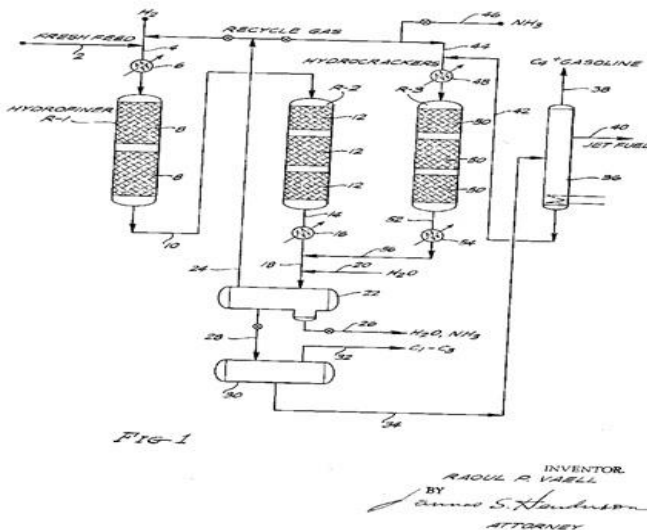 H2
46
NH3
FRESH FEED
RECYCLE GAS
2
4
44
C5+ GASOLINE
6
HYDROCRACKERS
48
38
HYDROFINER
R-1
R-2
R-3
42
40
JET FUEL
8
12
50
8
12
50
36
12
50
10
14
52
16
54
24
18
56
20
H2O
22
28
26
H2O, NH3
32
C1-C3
30
34
FIG-1
INVENTOR.
RAOUL P. VAELL
BY
James S. Henderson
ATTORNEY